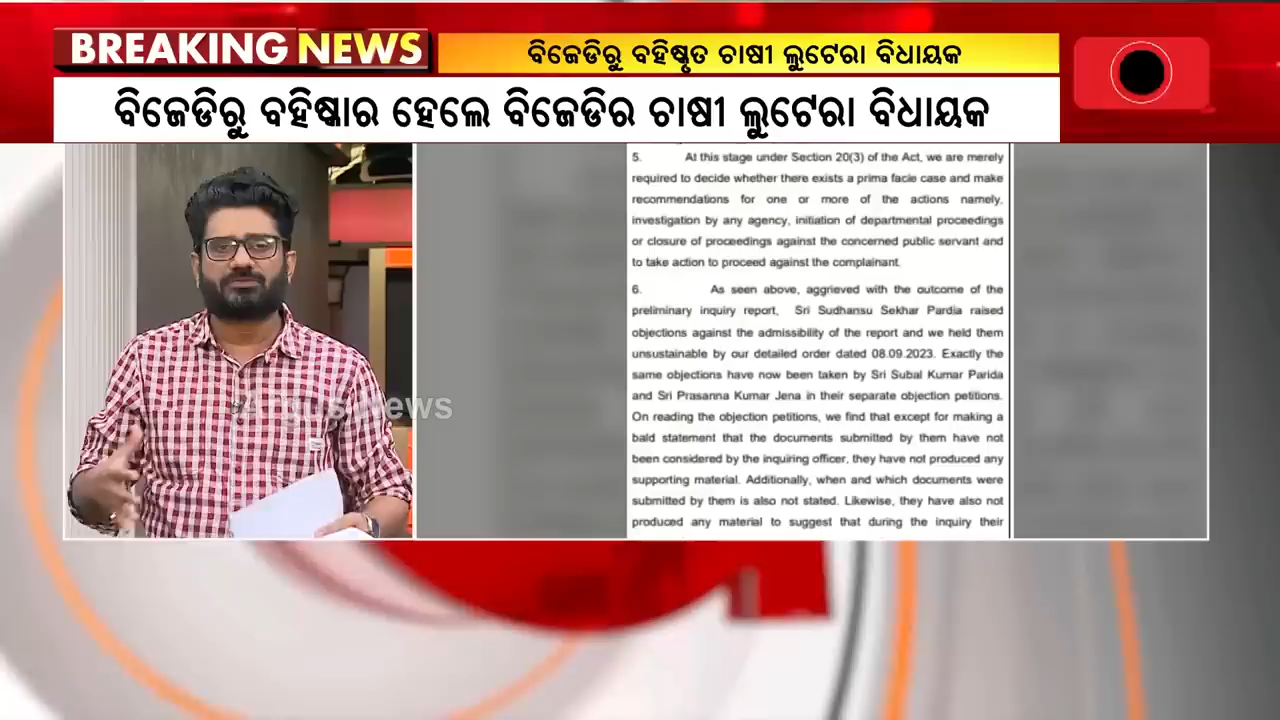 BREAKING NEWS
ବିଜେଡିରୁ ବହିଷ୍କୃତ ଚାଷୀ ଲୁଟେରା ବିଧାୟକ
ବିଜେଡିରୁ ବହିଷ୍କାର ହେଲେ ବିଜେଡିର ଚାଷୀ ଲୁଟେରା ବିଧାୟକ
5. At this stage under Section 20(3) of the Act, we are merely
required to decide whether there exists a prima facie case and make
recommendations for one or more of the actions namely,
investigation by any agency, initiation of departmental proceedings
or closure of proceedings against the concerned public servant and
to take action to proceed against the complainant.
6. As seen above, aggrieved with the outcome of the
preliminary inquiry report, Sri Sudhansu Sekhar Pardia raised
objections against the admissibility of the report and we held them
unsustainable by our detailed order dated 08.09.2023. Exactly the
same objections have now been taken by Sri Subal Kumar Parida
and Sri Prasanna Kumar Jena in their separate objection petitions.
On reading the objection petitions, we find that except for making a
bald statement that the documents submitted by them have not
been considered by the inquiring officer, they have not produced any
supporting material. Additionally, when and which documents were
submitted by them is also not stated. Likewise, they have also not
produced any material to suggest that during the inquiry their
Argus News